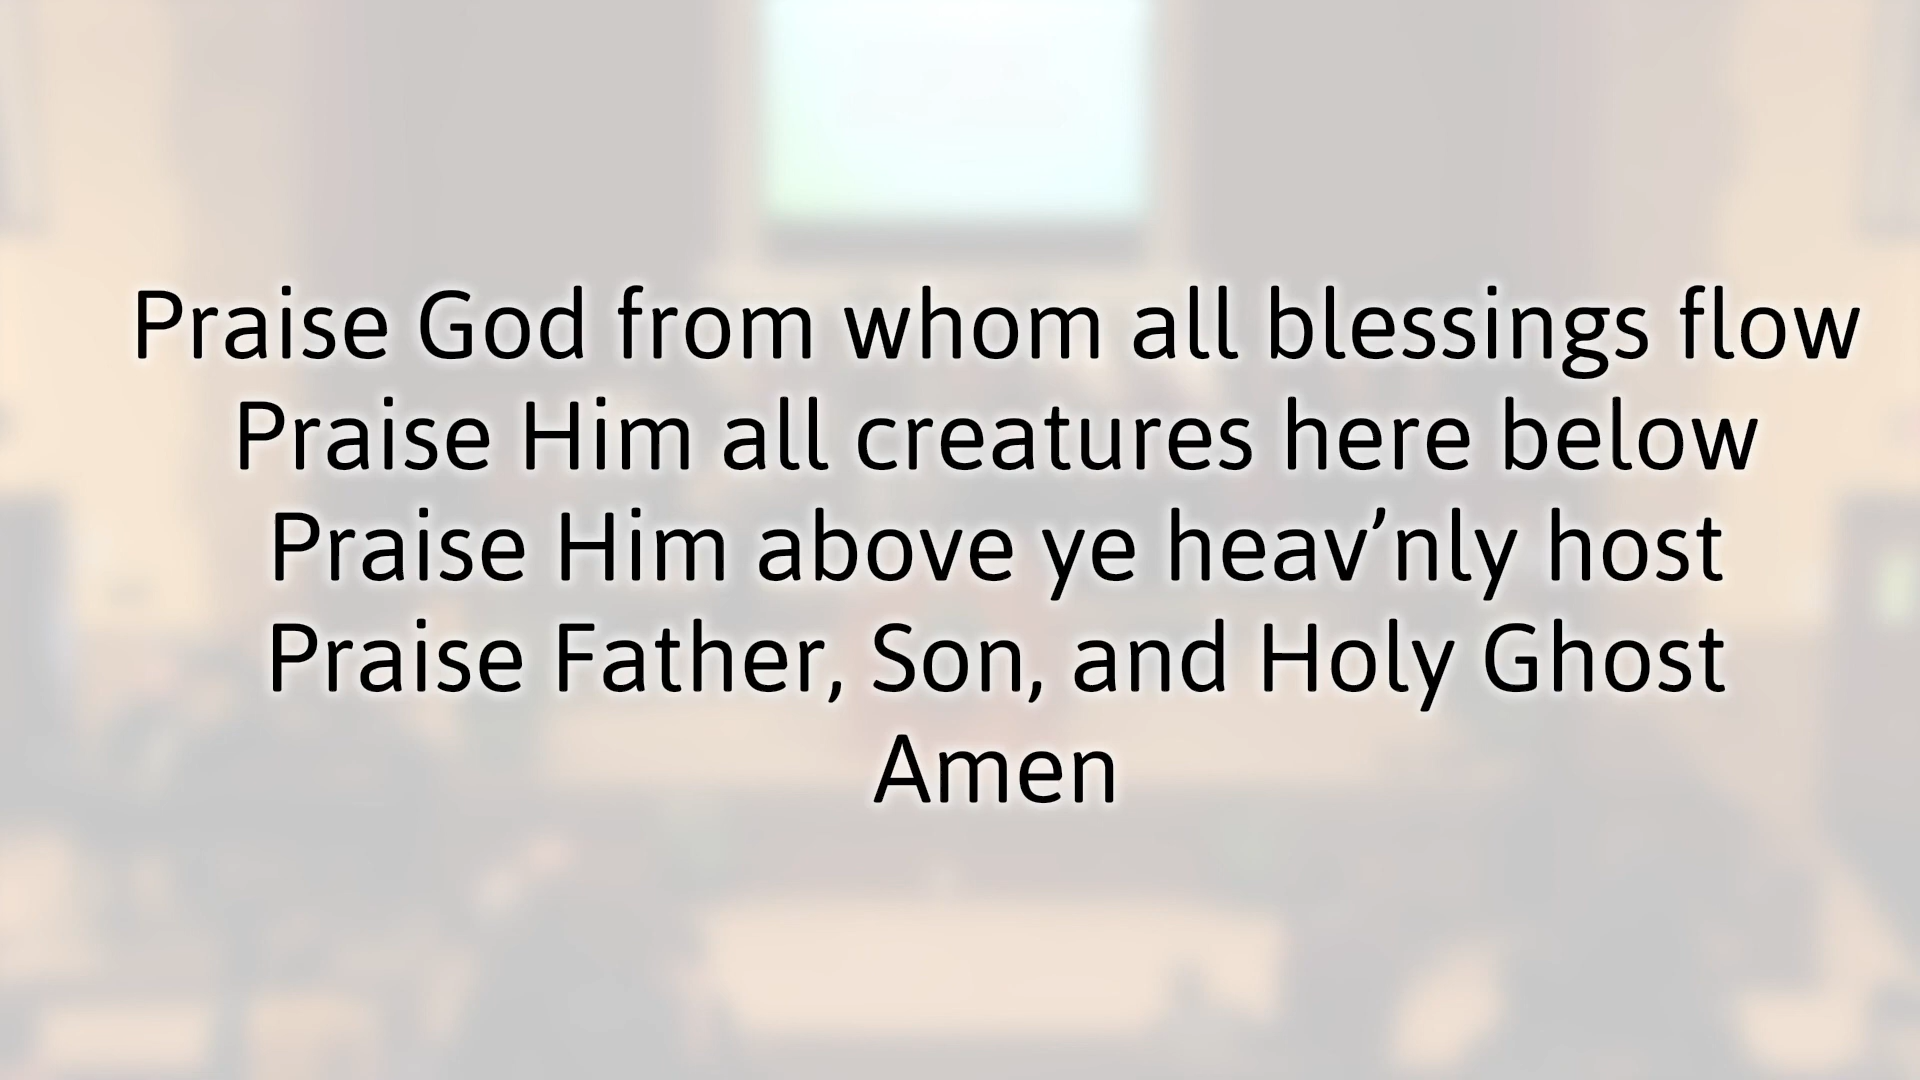 Praise God from whom all blessings flow
Praise Him all creatures here below
Praise Him above ye heav’nly host
Praise Father, Son, and Holy Ghost
Amen